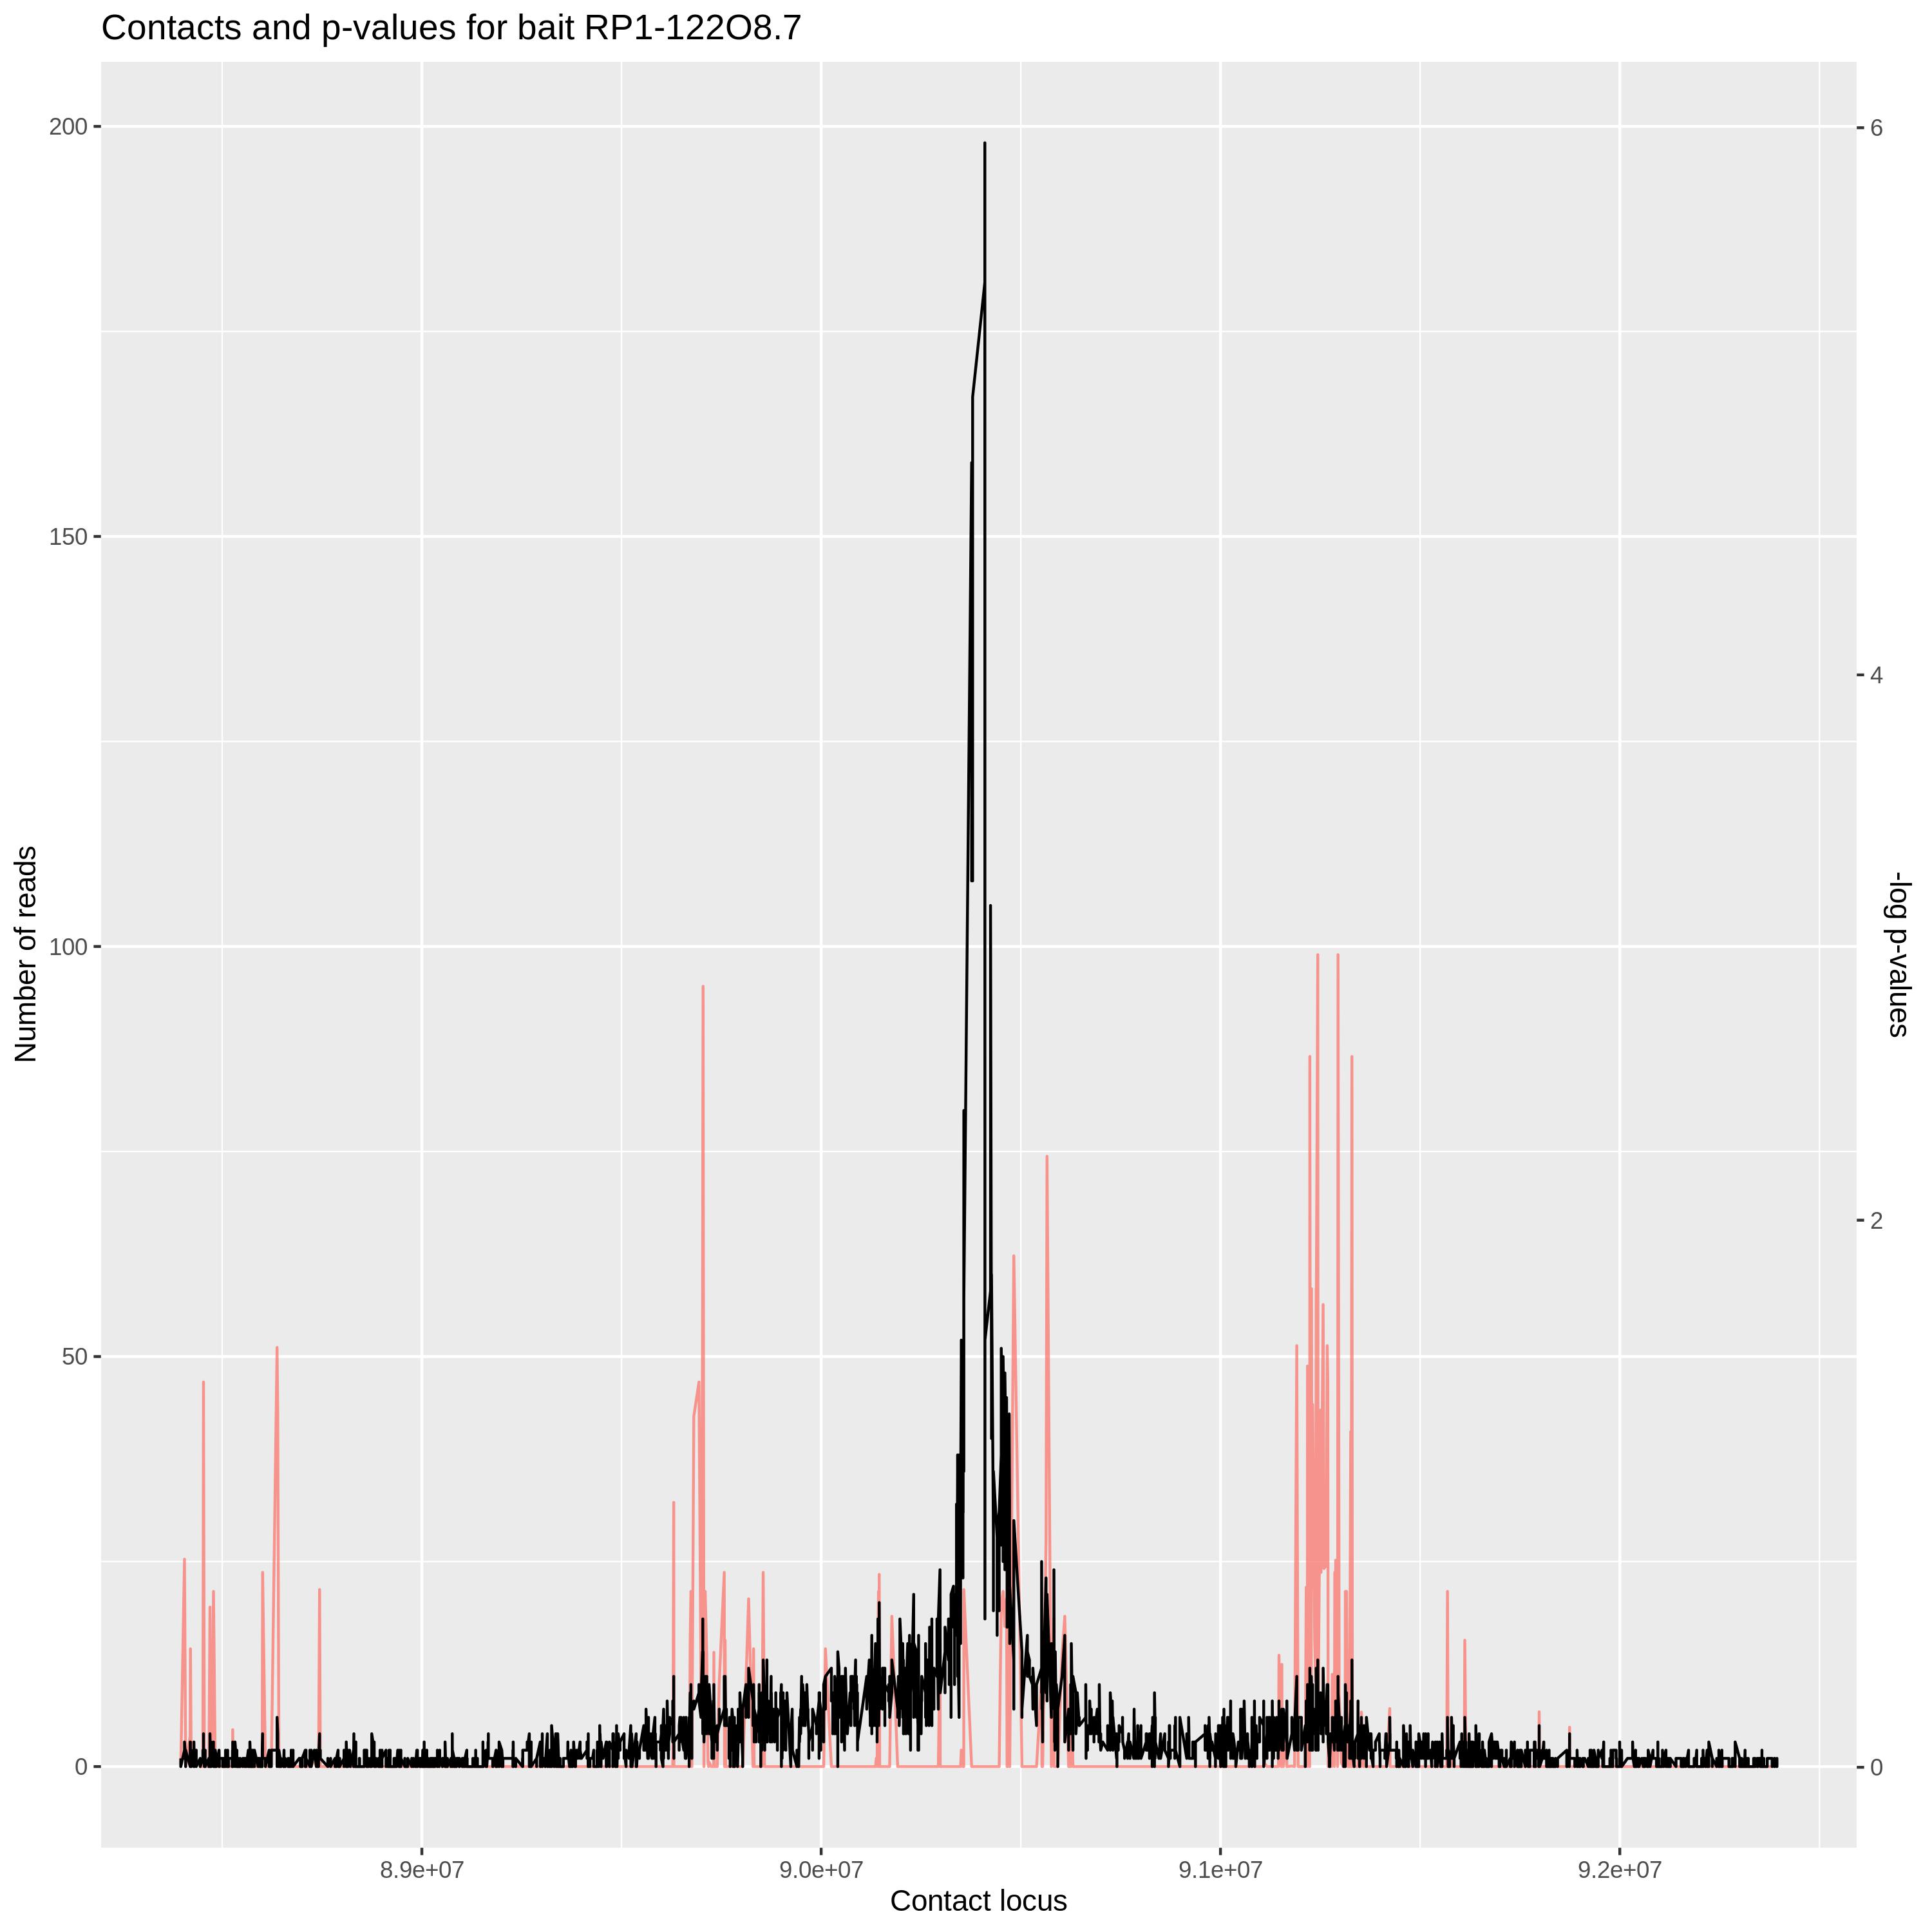 Contacts and p-values for bait RP1-122O8.7
200
150
100
50
0
Number of reads
6
4
2
0
-log p-values
8.9e+07
9.0e+07
9.1e+07
9.2e+07
Contact locus